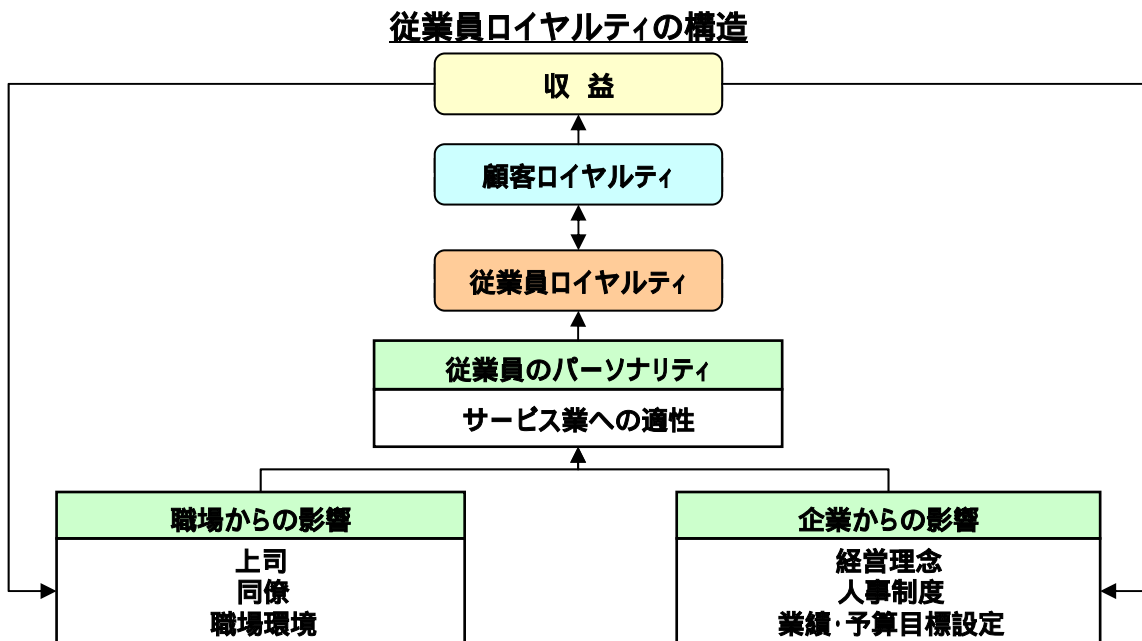 従業員ロイヤルティの構造
収 益
顧客ロイヤルティ
従業員ロイヤルティ
従業員のパーソナリティ
サービス業への適性
職場からの影響
上司
同僚
職場環境
企業からの影響
経営理念
人事制度
業績･予算目標設定